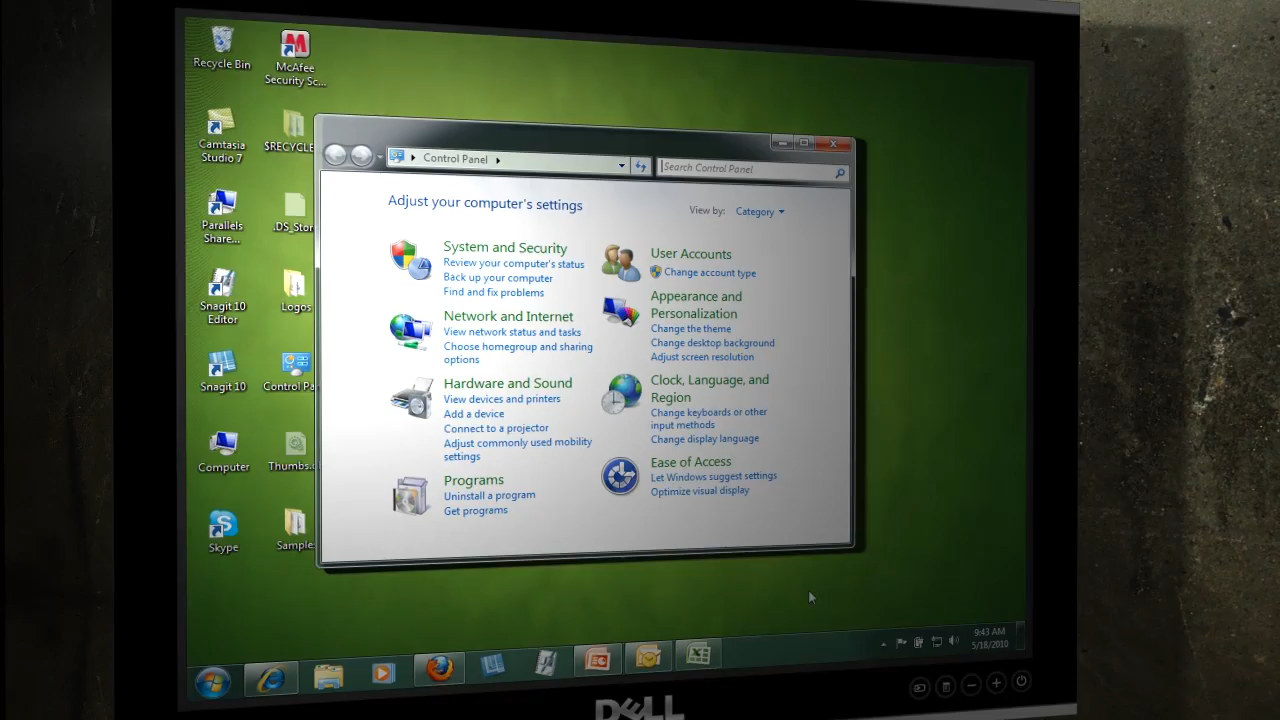 Recycle Bin
McAfee
Security Sc...
Camtasia
Studio 7
$RECYCLE
Parallels
Share...
.DS_Stor
Snagit 10
Editor
Logos
Snagit 10
Control Pa
Computer
Thumbs.d
Skype
Samples
Control Panel
Search Control Panel
Adjust your computer's settings
View by: Category
System and Security
Review your computer's status
Back up your computer
Find and fix problems
Network and Internet
View network status and tasks
Choose homegroup and sharing
options
Hardware and Sound
View devices and printers
Add a device
Connect to a projector
Adjust commonly used mobility
settings
Programs
Uninstall a program
Get programs
User Accounts
Change account type
Appearance and
Personalization
Change the theme
Change desktop background
Adjust screen resolution
Clock, Language, and
Region
Change keyboards or other
input methods
Change display language
Ease of Access
Let Windows suggest settings
Optimize visual display
9:43 AM
5/18/2010
DELL